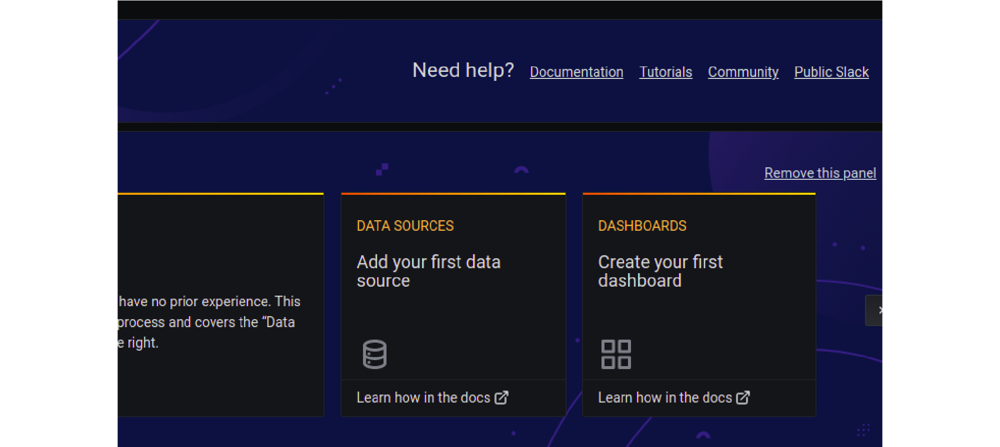 Need help? Documentation Tutorials Community Public Slack
Remove this panel
have no prior experience. This
process and covers the “Data
e right.
DATA SOURCES
Add your first data
source
Learn how in the docs
DASHBOARDS
Create your first
dashboard
Learn how in the docs